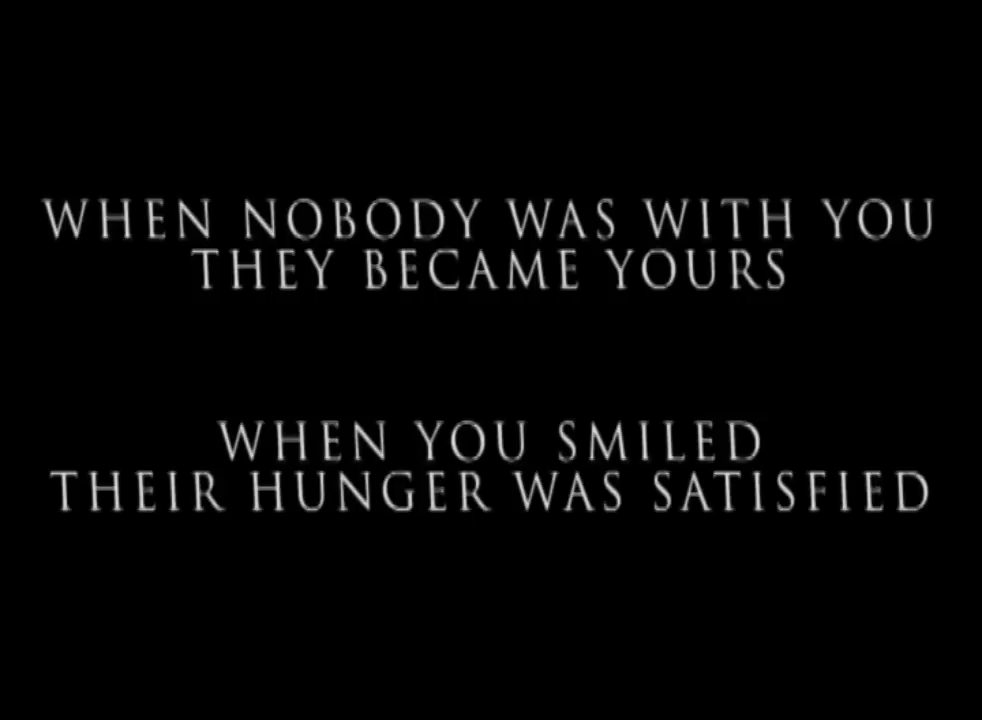 WHEN NOBODY WAS WITH YOU
THEY BECAME YOURS
WHEN YOU SMILED
THEIR HUNGER WAS SATISFIED